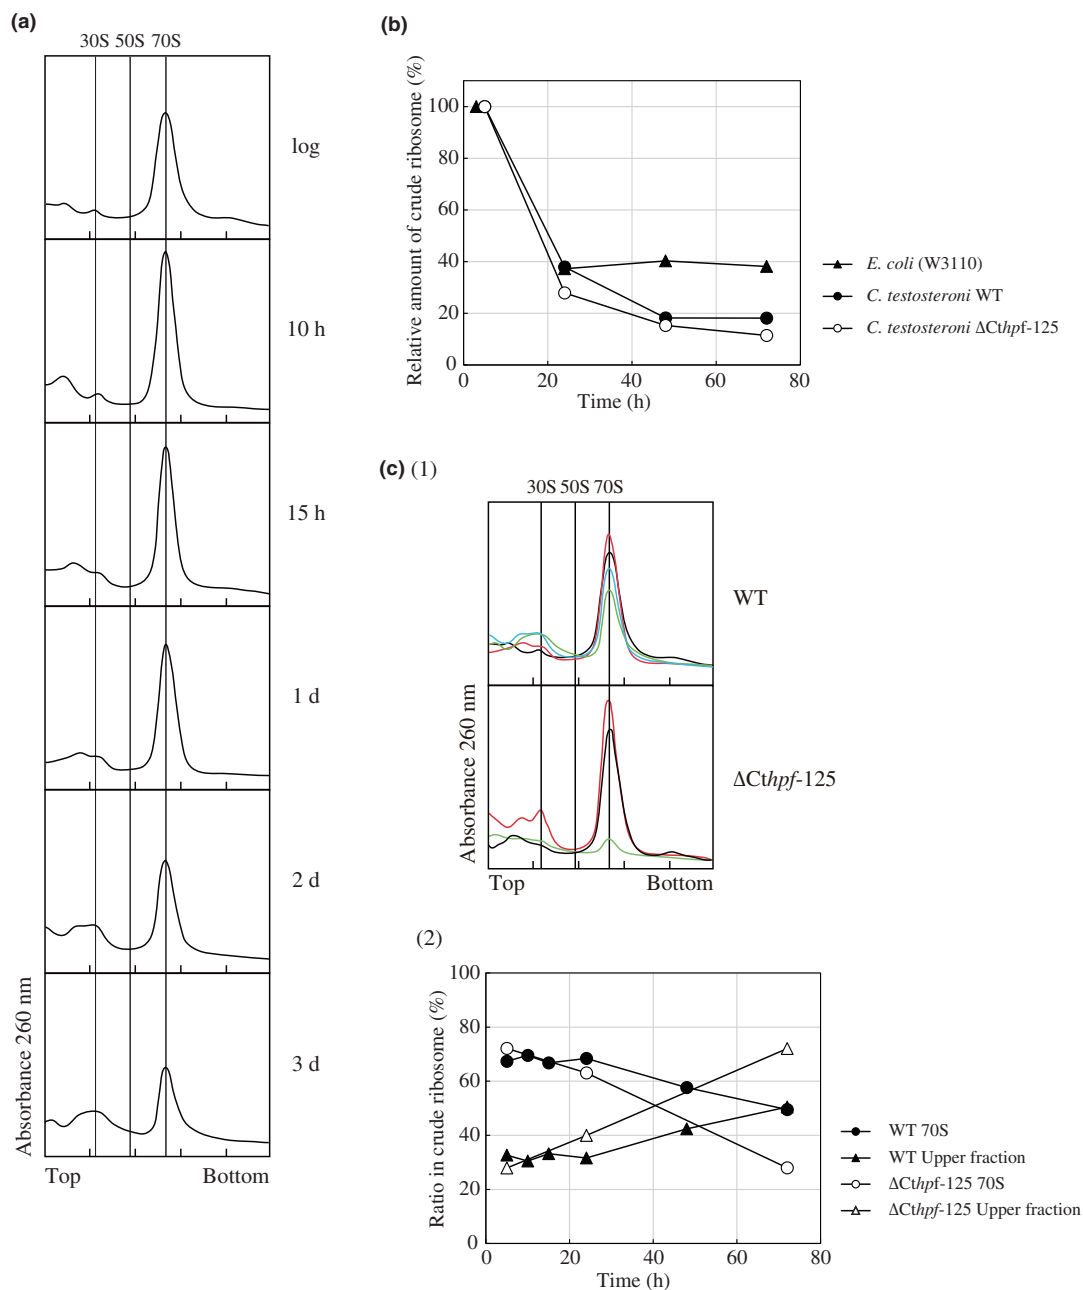 (a)
30S 50S 70S
log
10 h
15 h
1 d
2 d
3 d
Absorbance 260 nm
Top Bottom
(b)
Relative amount of crude ribosome (%)
100
80
60
40
20
0
0 20 40 60 80
Time (h)
E. coli (W3110)
C. testosteroni WT
C. testosteroni ΔCthpf-125
(c) (1)
30S 50S 70S
WT
ΔCthpf-125
Absorbance 260 nm
Top Bottom
(2)
Ratio in crude ribosome (%)
100
80
60
40
20
0
0 20 40 60 80
Time (h)
WT 70S
WT Upper fraction
ΔCthpf-125 70S
ΔCthpf-125 Upper fraction